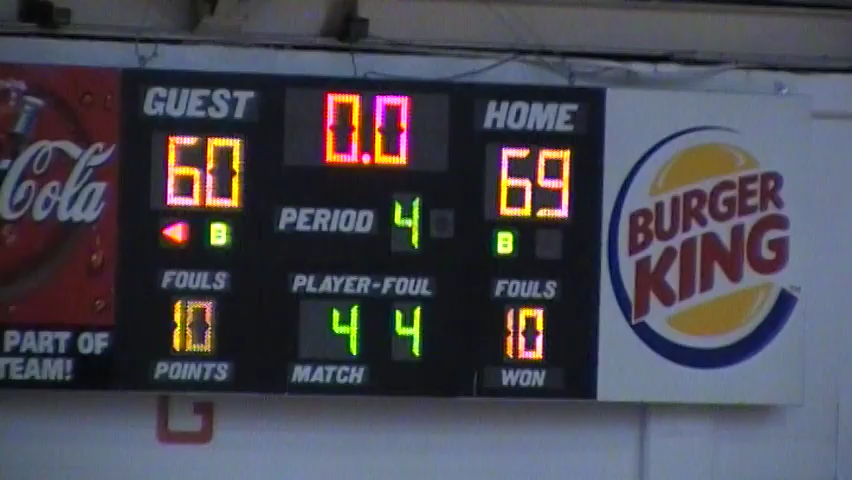 GUEST
0.0
HOME
60
69
Cola
PERIOD
4
B
B
BURGER
KING
TM
FOULS
PLAYER-FOUL
FOULS
10
4
4
10
PART OF
TEAM!
POINTS
MATCH
WON
G